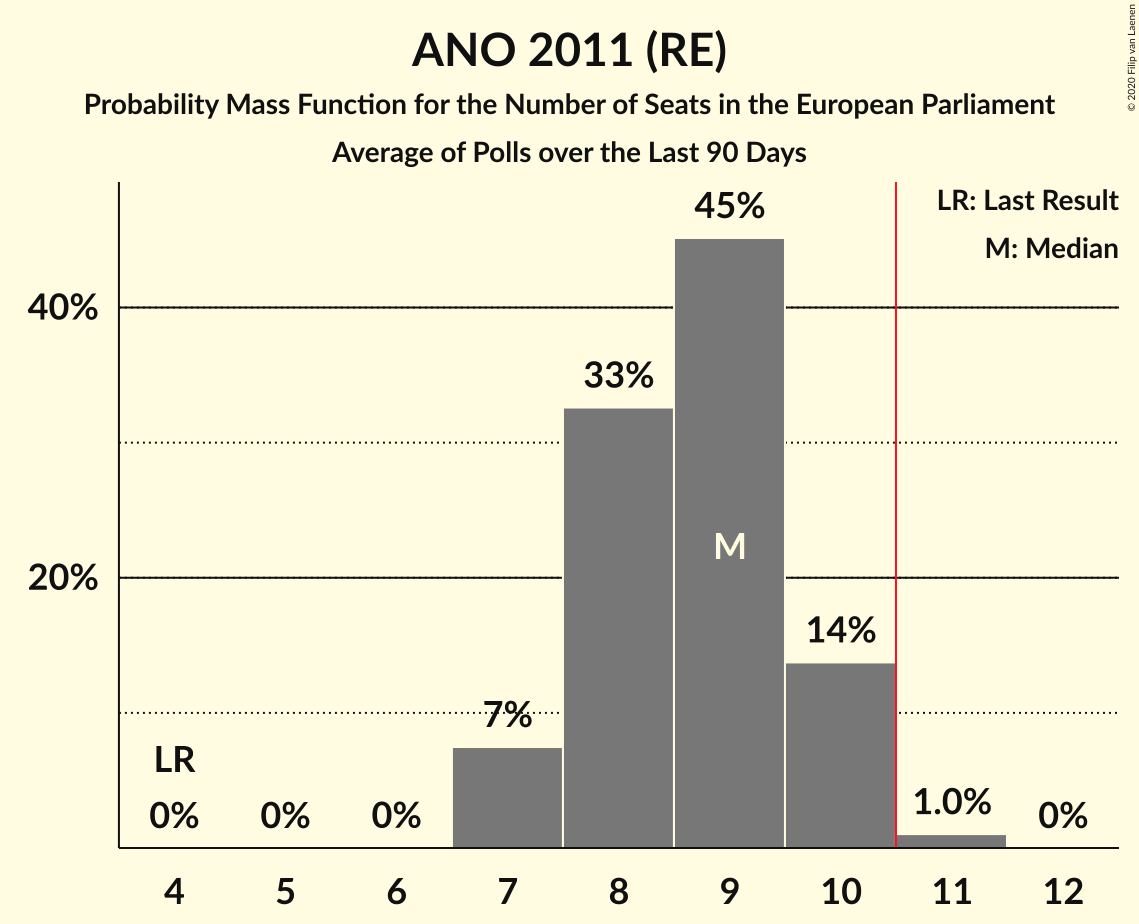 ANO 2011 (RE)
Probability Mass Function for the Number of Seats in the European Parliament
Average of Polls over the Last 90 Days
© 2020 Filip van Laenen
LR: Last Result
M: Median
45%
40%
33%
M
20%
14%
7%
LR
0%
0%
0%
1.0%
0%
4 5 6 7 8 9 10 11 12